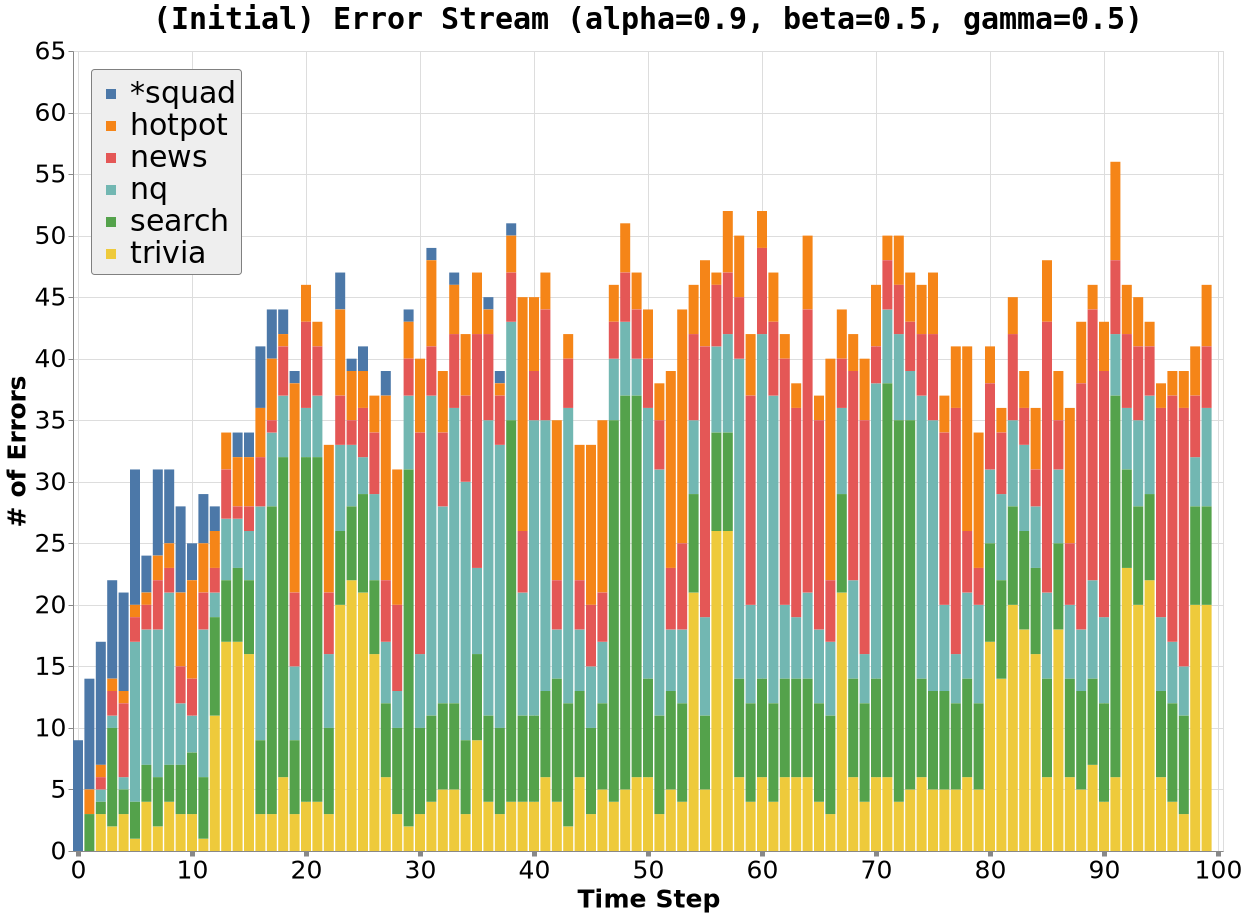 (Initial) Error Stream (alpha=0.9, beta=0.5, gamma=0.5)
65
60
55
50
45
40
35
30
25
20
15
10
5
0
# of Errors
*squad
hotpot
news
nq
search
trivia
0 10 20 30 40 50 60 70 80 90 100
Time Step